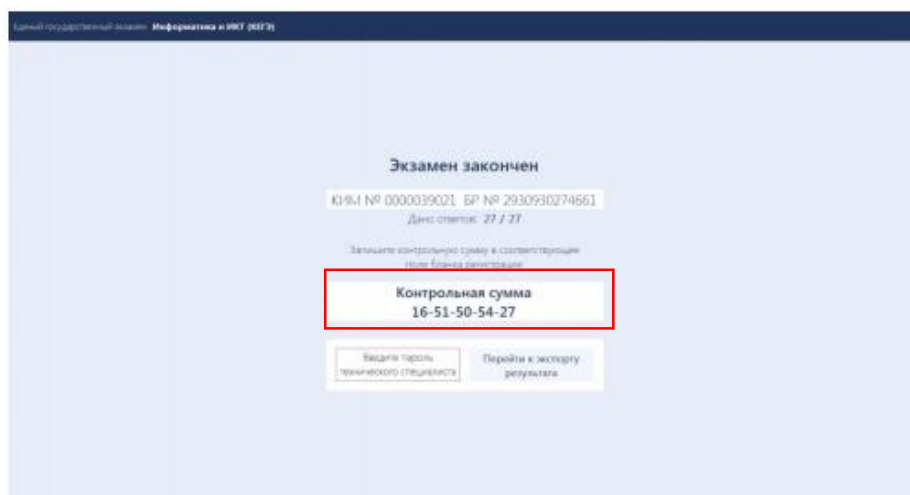 Единый государственный экзамен Информатика и ИКТ (КЕГЭ)
Экзамен закончен
КИМ № 0000039021 БР № 2930930274661
Дано ответов: 27 / 27
Запишите контрольную сумму в соответствующее
поле бланка регистрации
Контрольная сумма
16-51-50-54-27
Введите пароль
технического специалиста
Перейти к экспорту
результата